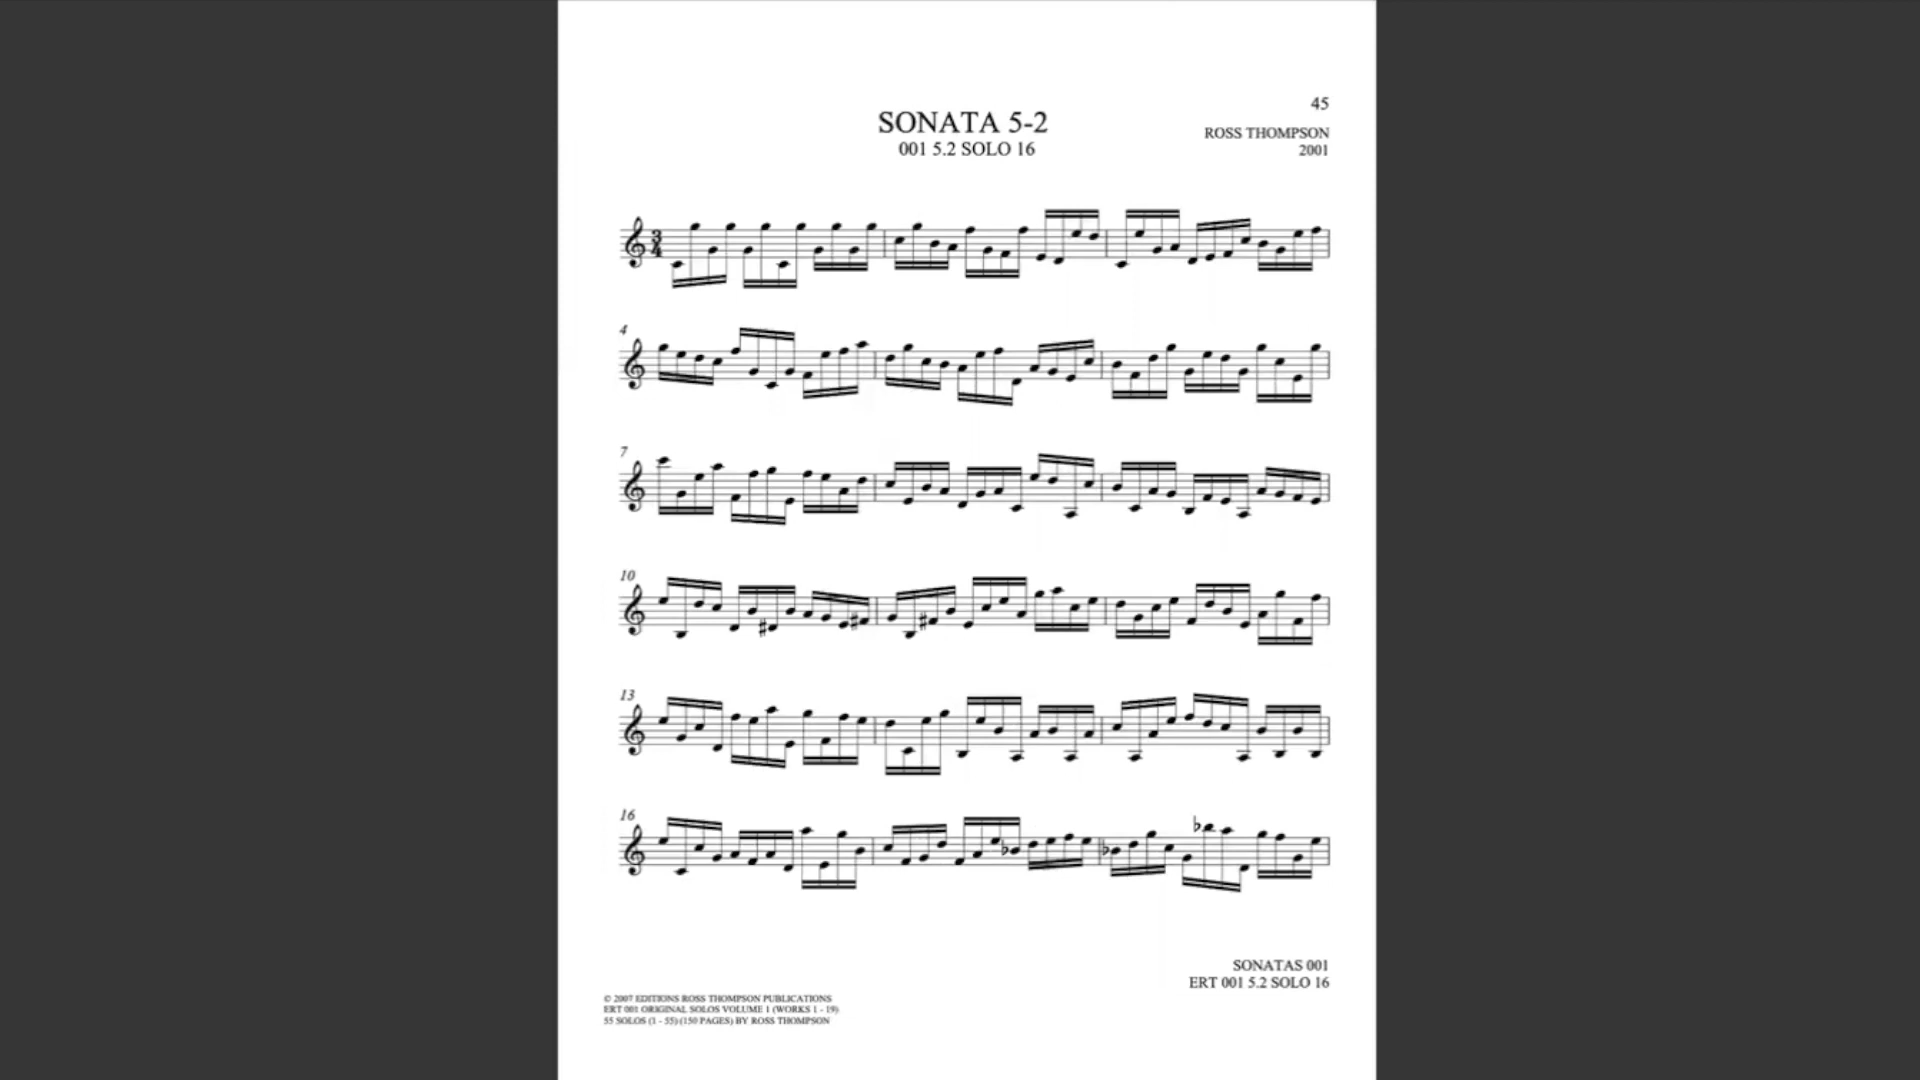 45
SONATA 5-2
001 5.2 SOLO 16
ROSS THOMPSON
2001
3
4
4
7
10
13
16
SONATAS 001
ERT 001 5.2 SOLO 16
© 2007 EDITIONS ROSS THOMPSON PUBLICATIONS
ERT 001 ORIGINAL SOLOS VOLUME 1 (WORKS 1 - 19)
55 SOLOS (1 - 55) (150 PAGES) BY ROSS THOMPSON